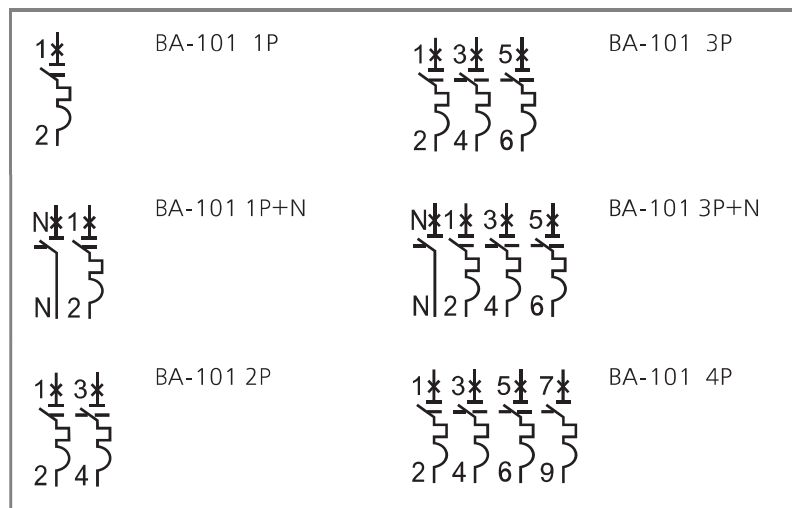 1
BA-101 1P
2
1 3 5
BA-101 3P
2 4 6
N 1
BA-101 1P+N
N 2
N 1 3 5
BA-101 3P+N
N 2 4 6
1 3
BA-101 2P
2 4
1 3 5 7
BA-101 4P
2 4 6 9